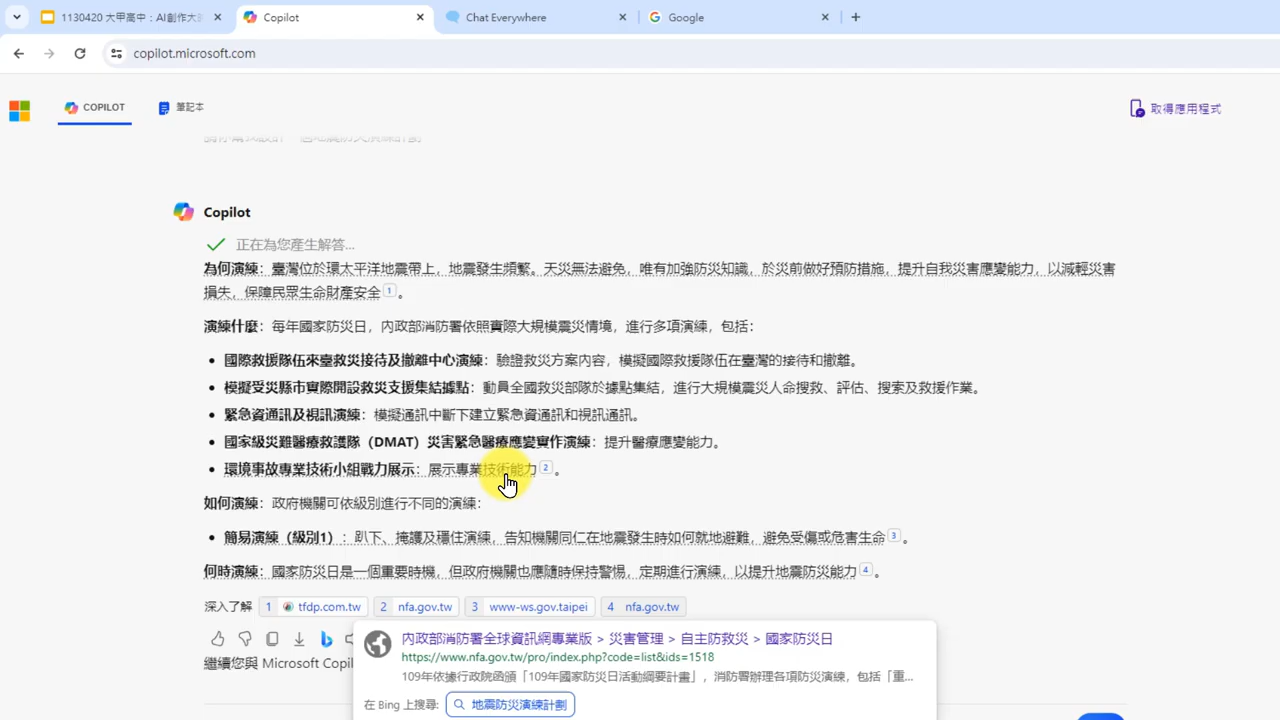 1130420 大甲高中：AI創作大
Copilot
Chat Everywhere
Google
copilot.microsoft.com
COPILOT
筆記本
取得應用程式
Copilot
正在為您產生解答...
為何演練：臺灣位於環太平洋地震帶上，地震發生頻繁。天災無法避免，唯有加強防災知識，於災前做好預防措施，提升自我災害應變能力，以減輕災害
損失，保障民眾生命財產安全 1 。
演練什麼：每年國家防災日，內政部消防署依照實際大規模震災情境，進行多項演練，包括：
• 國際救援隊伍來臺救災接待及撤離中心演練：驗證救災方案內容，模擬國際救援隊伍在臺灣的接待和撤離。
• 模擬受災縣市實際開設救災支援集結據點：動員全國救災部隊於據點集結，進行大規模震災人命搜救、評估、搜索及救援作業。
• 緊急資通訊及視訊演練：模擬通訊中斷下建立緊急資通訊和視訊通訊。
• 國家級災難醫療救護隊（DMAT）災害緊急醫療應變實作演練：提升醫療應變能力。
• 環境事故專業技術小組戰力展示：展示專業技術能力 2 。
如何演練：政府機關可依級別進行不同的演練：
• 簡易演練（級別1）：趴下、掩護及穩住演練，告知機關同仁在地震發生時如何就地避難，避免受傷或危害生命 3 。
何時演練：國家防災日是一個重要時機，但政府機關也應隨時保持警惕，定期進行演練，以提升地震防災能力 4 。
深入了解 1 tfdp.com.tw 2 nfa.gov.tw 3 www-ws.gov.taipei 4 nfa.gov.tw
繼續您與 Microsoft Copil
內政部消防署全球資訊網專業版 > 災害管理 > 自主防救災 > 國家防災日
https://www.nfa.gov.tw/pro/index.php?code=list&ids=1518
109年依據行政院函頒「109年國家防災日活動綱要計畫」，消防署辦理各項防災演練，包括「重...
在 Bing 上搜尋: 地震防災演練計劃